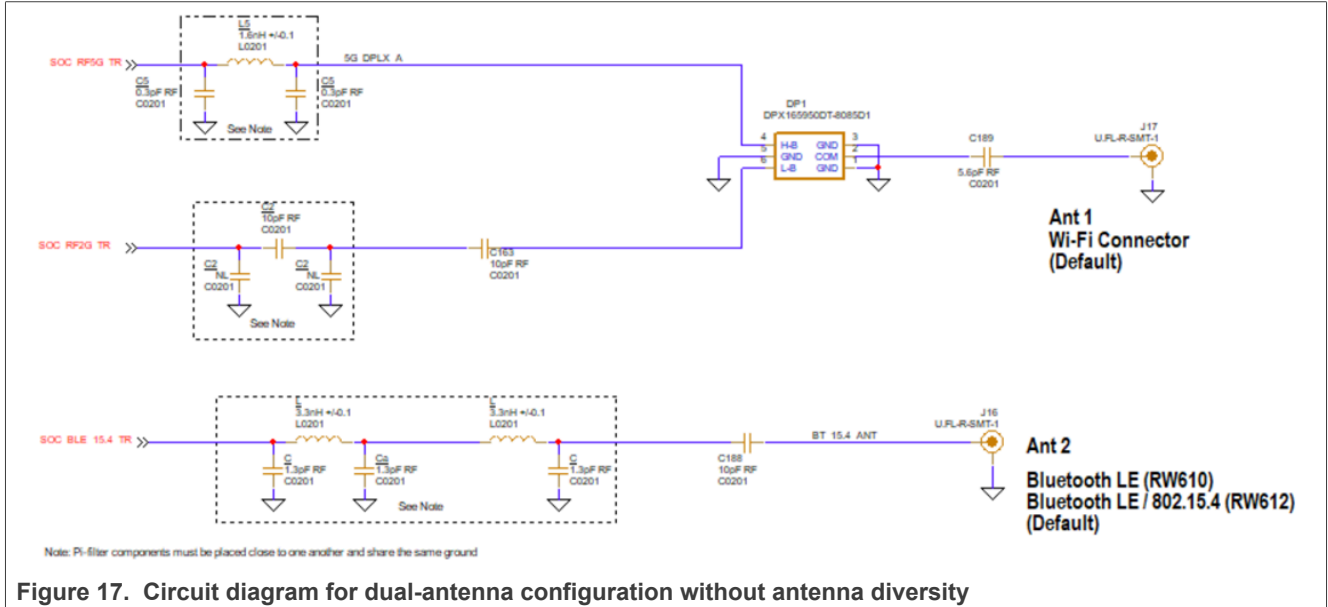 L5
1.6nH +/-0.1
L0201
SOC RF5G TR
5G DPLX A
C5
0.3pF RF
C0201
C5
0.3pF RF
C0201
See Note
DP1
DPX165950DT-8085D1
4
5
6
H-B
GND
L-B
GND
COM
GND
3
2
1
C189
5.6pF RF
C0201
J17
U.FL-R-SMT-1
Ant 1
Wi-Fi Connector
(Default)
C2
10pF RF
C0201
SOC RF2G TR
C2
NL
C0201
C2
NL
C0201
See Note
C163
10pF RF
C0201
L
3.3nH +/-0.1
L0201
L
3.3nH +/-0.1
L0201
SOC BLE 15.4 TR
C
1.3pF RF
C0201
1.3pF RF
C0201
C
1.3pF RF
C0201
See Note
C188
10pF RF
C0201
BT 15.4 ANT
J16
U.FL-R-SMT-1
Ant 2
Bluetooth LE (RW610)
Bluetooth LE / 802.15.4 (RW612)
(Default)
Note: Pi-filter components must be placed close to one another and share the same ground
Figure 17. Circuit diagram for dual-antenna configuration without antenna diversity